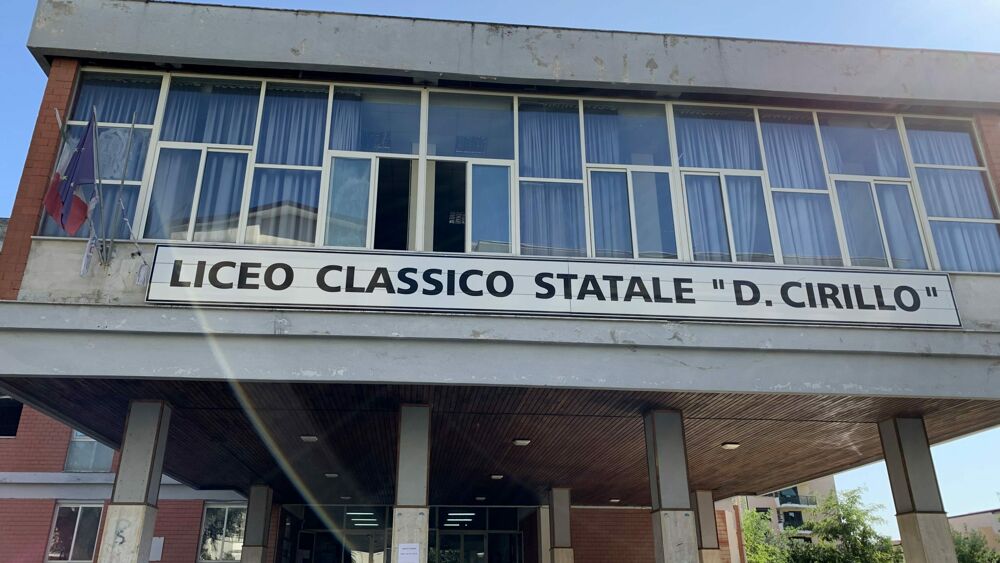 LICEO CLASSICO STATALE "D. CIRILLO"